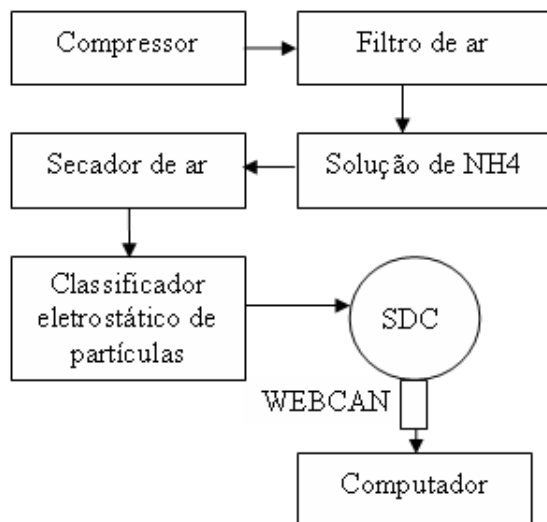 Compressor
Filtro de ar
Secador de ar
Solução de NH4
Classificador
eletrostático de
partículas
SDC
WEBCAN
Computador